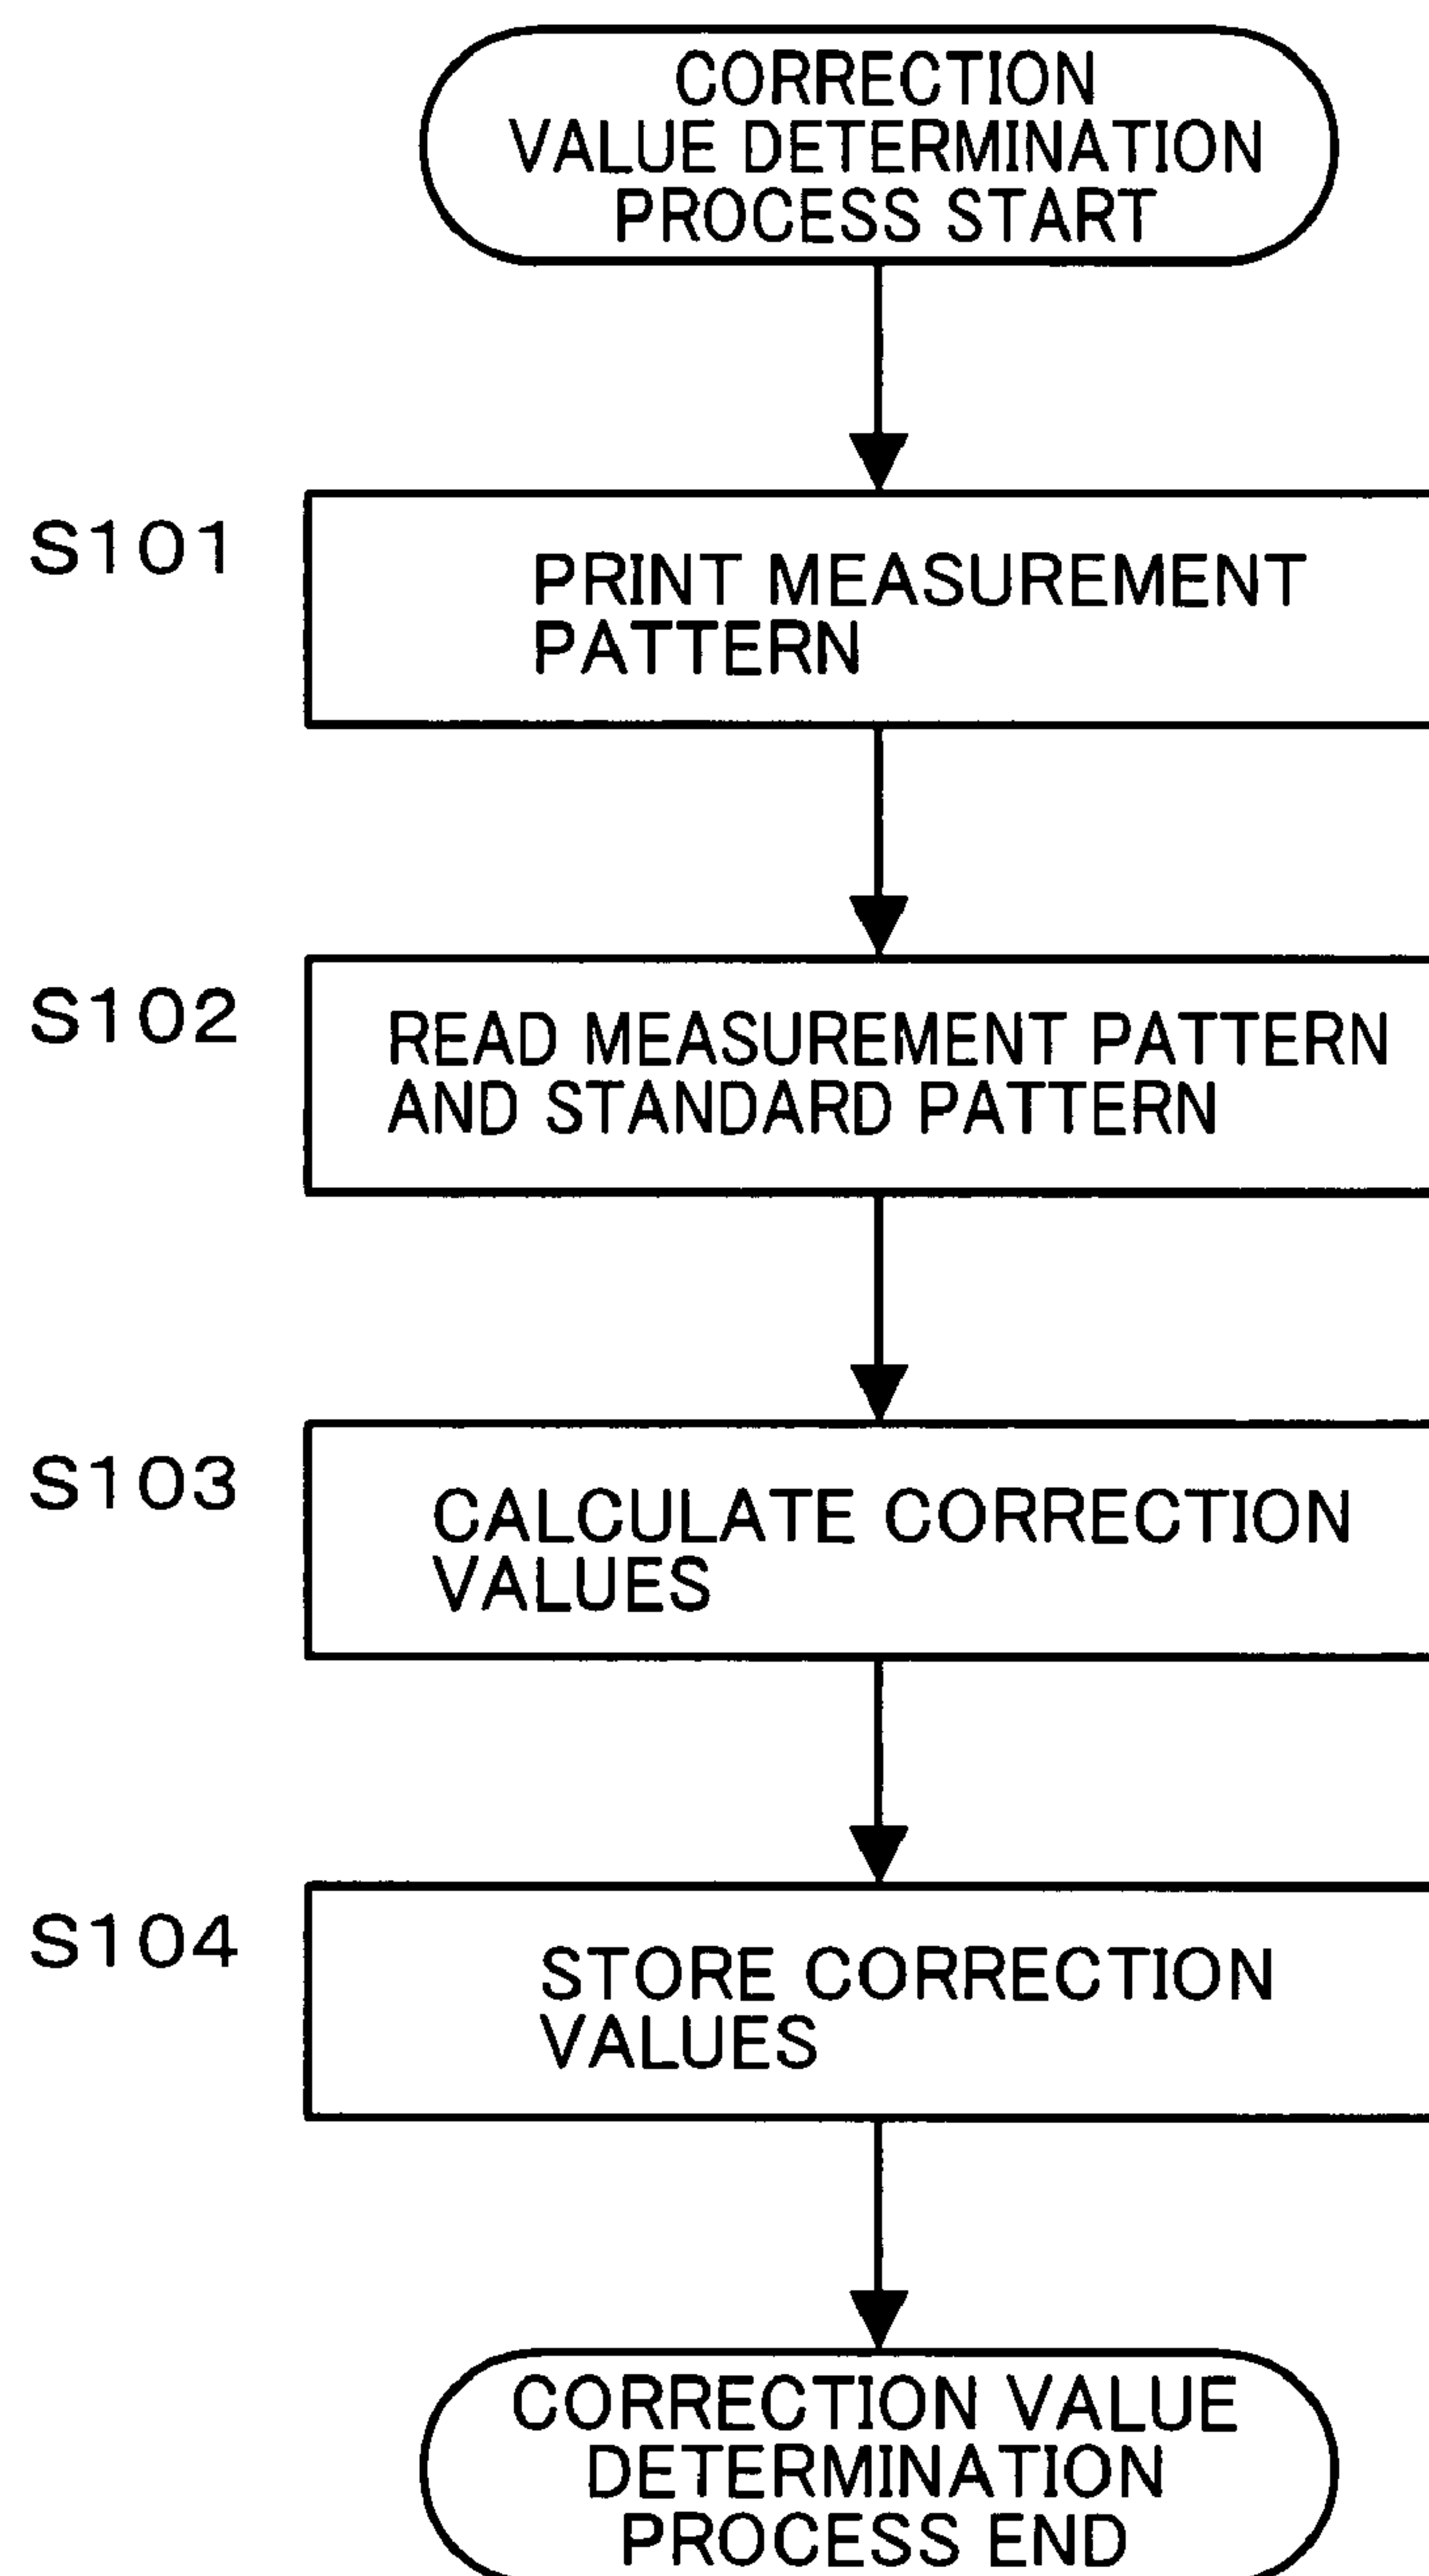 CORRECTION
VALUE DETERMINATION
PROCESS START
S101
PRINT MEASUREMENT
PATTERN
S102
READ MEASUREMENT PATTERN
AND STANDARD PATTERN
S103
CALCULATE CORRECTION
VALUES
S104
STORE CORRECTION
VALUES
CORRECTION VALUE
DETERMINATION
PROCESS END